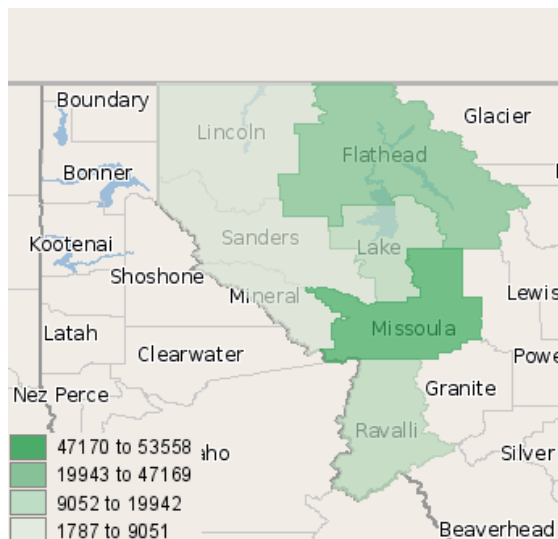 Boundary
Glacier
Lincoln
Flathead
Bonner
Kootenai
Sanders
Lake
Shoshone
Mineral
Lewis
Latah
Missoula
Clearwater
Powe
Nez Perce
Granite
Ravalli
47170 to 53558
aho
Silver
19943 to 47169
9052 to 19942
1787 to 9051
Beaverhead